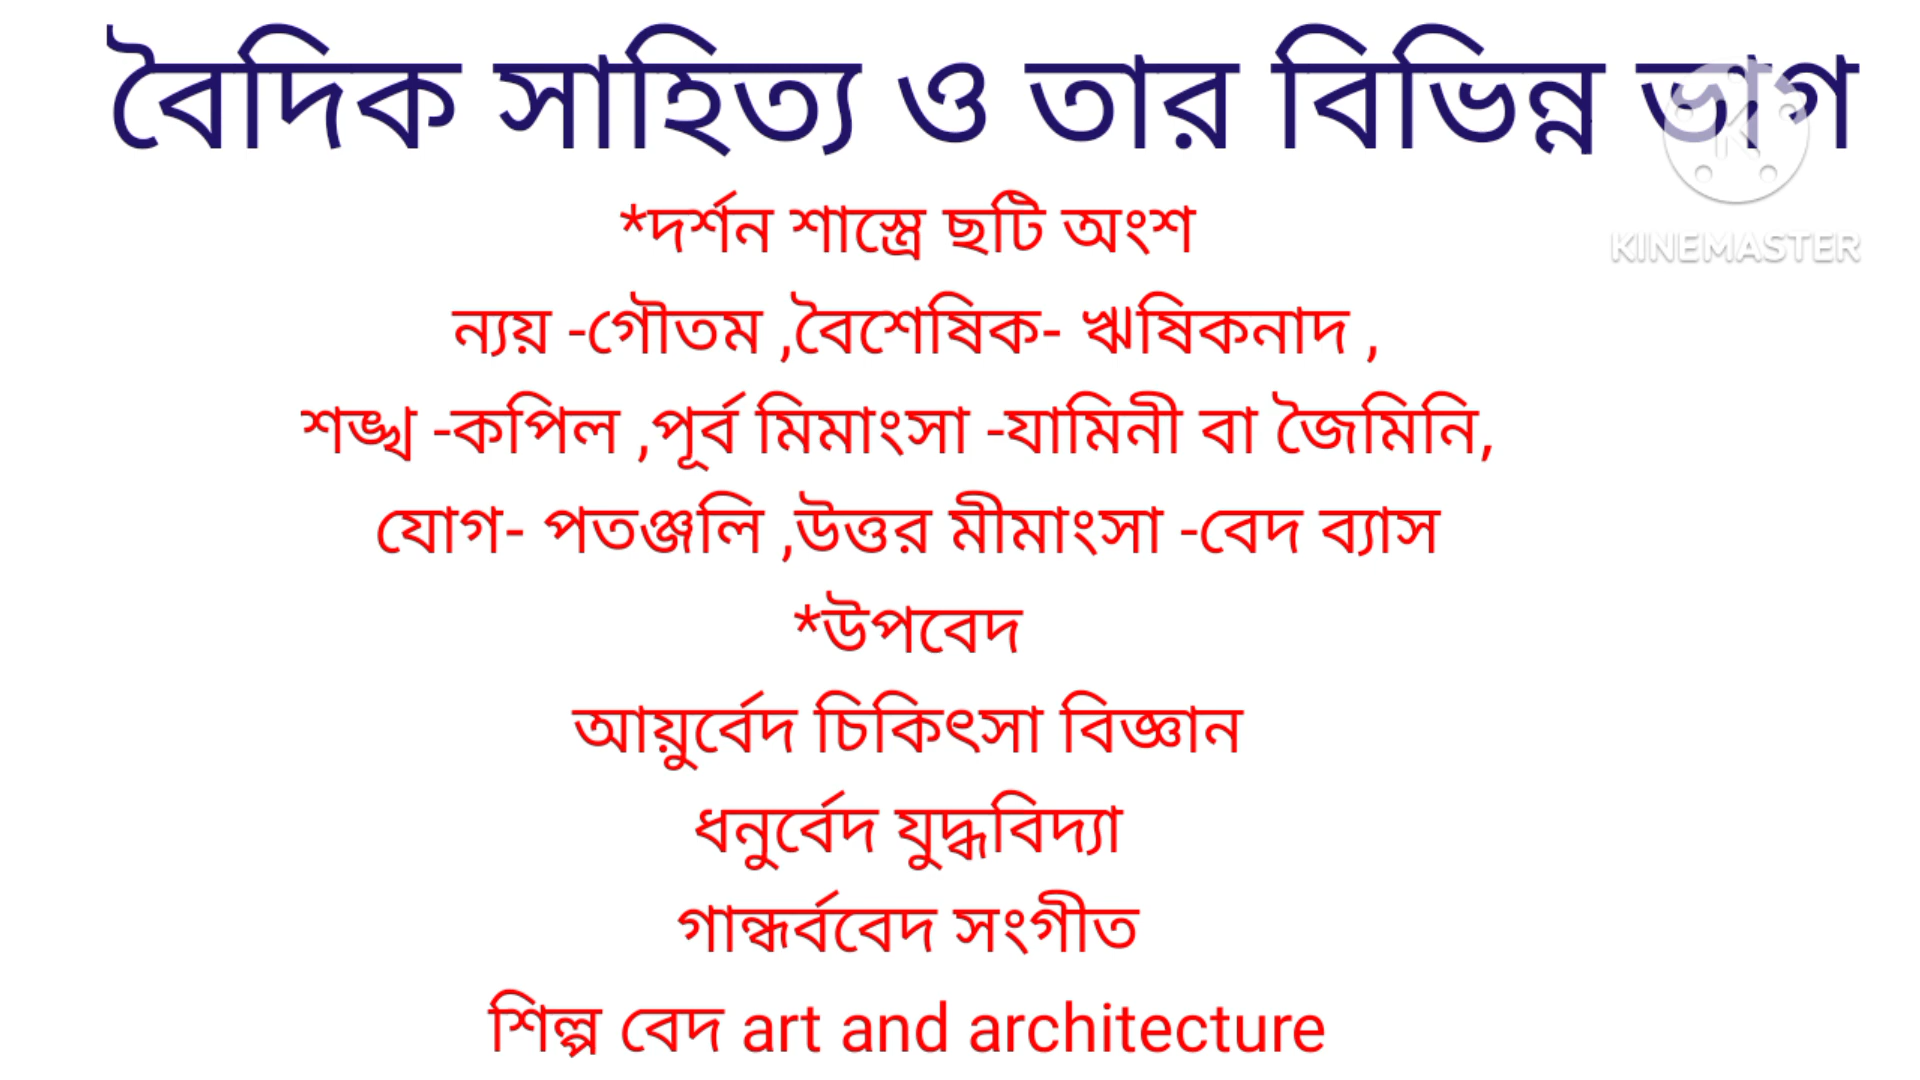 বৈদিক সাহিত্য ও তার বিভিন্ন ভাগ
*দর্শন শাস্ত্রে ছটি অংশ
KINEMASTER
ন্যয় -গৌতম ,বৈশেষিক- ঋষিকনাদ ,
শঙ্খ -কপিল ,পূর্ব মিমাংসা -যামিনী বা জৈমিনি,
যোগ- পতঞ্জলি ,উত্তর মীমাংসা -বেদ ব্যাস
*উপবেদ
আয়ুর্বেদ চিকিৎসা বিজ্ঞান
ধনুর্বেদ যুদ্ধবিদ্যা
গান্ধর্ববেদ সংগীত
শিল্প বেদ art and architecture